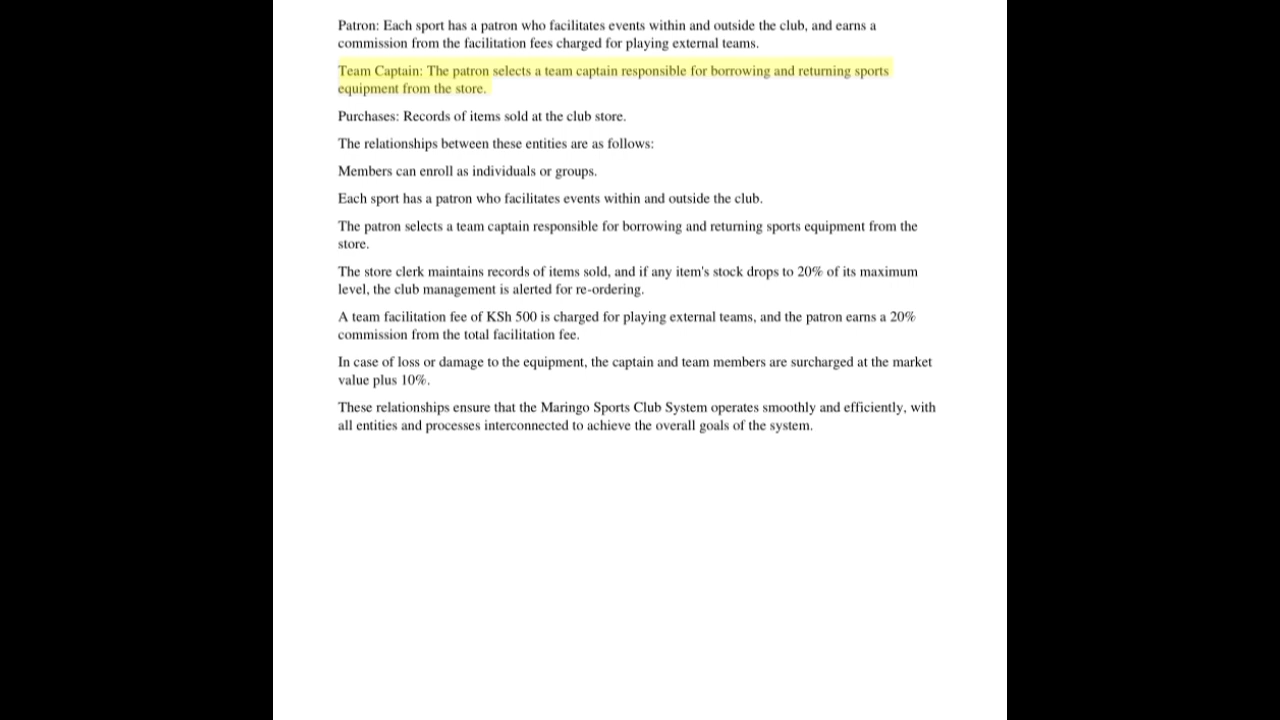 Patron: Each sport has a patron who facilitates events within and outside the club, and earns a
commission from the facilitation fees charged for playing external teams.
Team Captain: The patron selects a team captain responsible for borrowing and returning sports
equipment from the store.
Purchases: Records of items sold at the club store.
The relationships between these entities are as follows:
Members can enroll as individuals or groups.
Each sport has a patron who facilitates events within and outside the club.
The patron selects a team captain responsible for borrowing and returning sports equipment from the
store.
The store clerk maintains records of items sold, and if any item's stock drops to 20% of its maximum
level, the club management is alerted for re-ordering.
A team facilitation fee of KSh 500 is charged for playing external teams, and the patron earns a 20%
commission from the total facilitation fee.
In case of loss or damage to the equipment, the captain and team members are surcharged at the market
value plus 10%.
These relationships ensure that the Maringo Sports Club System operates smoothly and efficiently, with
all entities and processes interconnected to achieve the overall goals of the system.